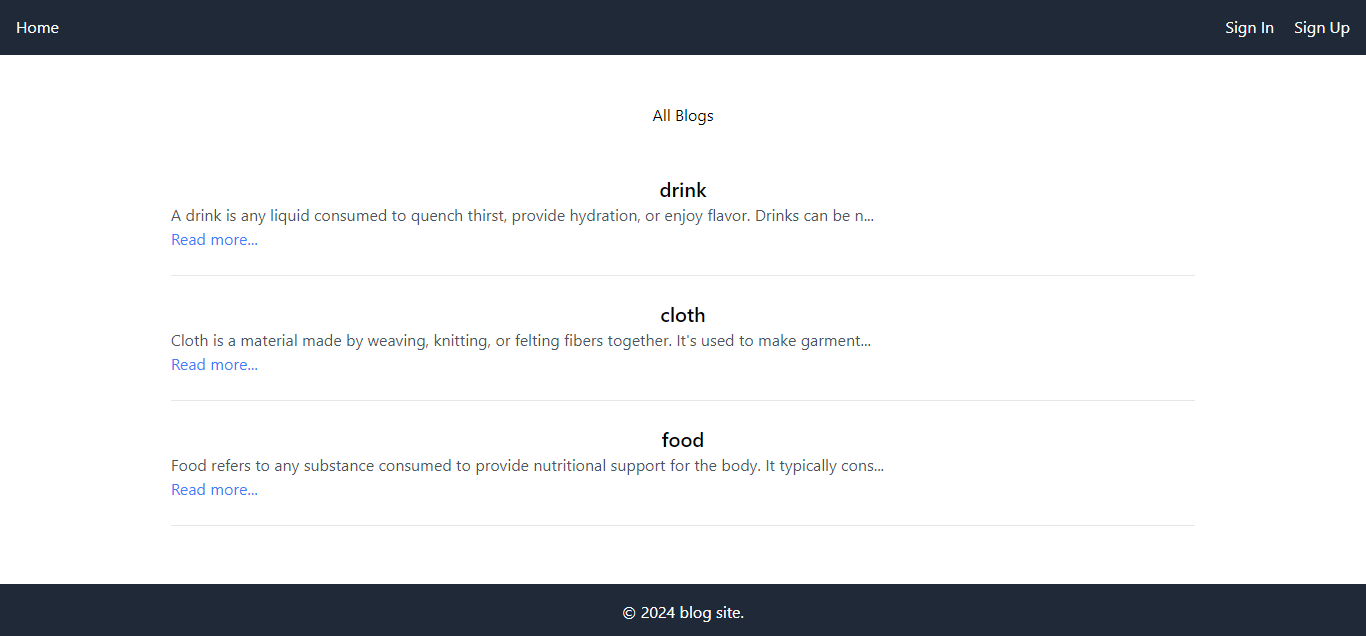 Home Sign In Sign Up
All Blogs
drink
A drink is any liquid consumed to quench thirst, provide hydration, or enjoy flavor. Drinks can be n...
Read more...
cloth
Cloth is a material made by weaving, knitting, or felting fibers together. It's used to make garment...
Read more...
food
Food refers to any substance consumed to provide nutritional support for the body. It typically cons...
Read more...
© 2024 blog site.